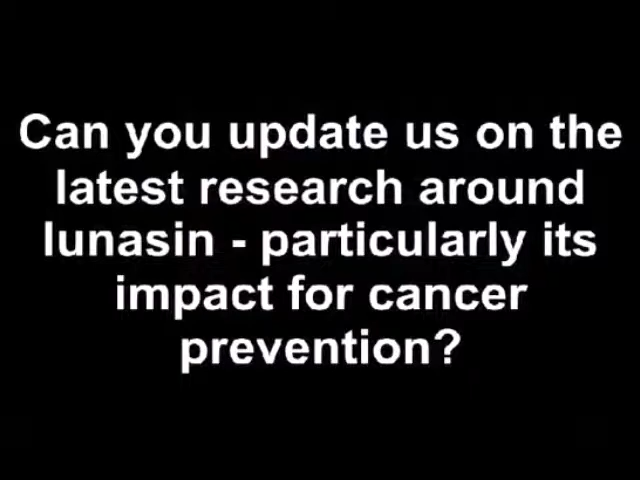 Can you update us on the
latest research around
lunasin - particularly its
impact for cancer
prevention?